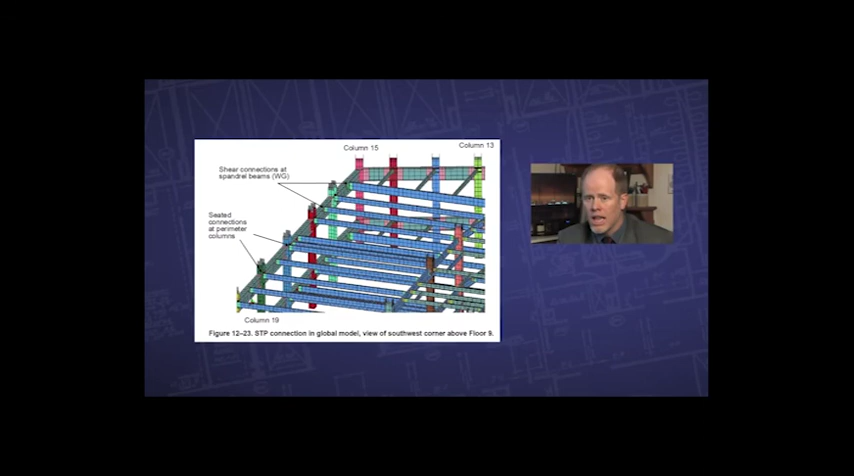 Column 15
Column 13
Shear connections at
spandrel beams (WG)
Seated
connections
at perimeter
columns
Column 19
Figure 12–23. STP connection in global model, view of southwest corner above Floor 9.